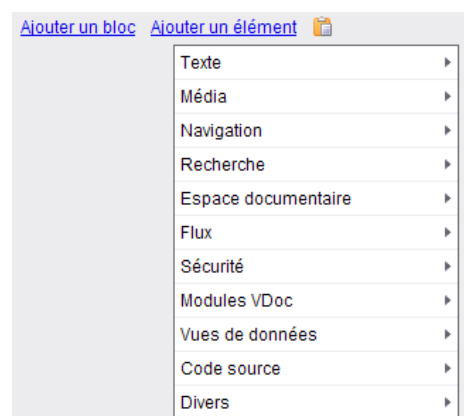 Ajouter un bloc Ajouter un élément
Texte
Média
Navigation
Recherche
Espace documentaire
Flux
Sécurité
Modules VDoc
Vues de données
Code source
Divers